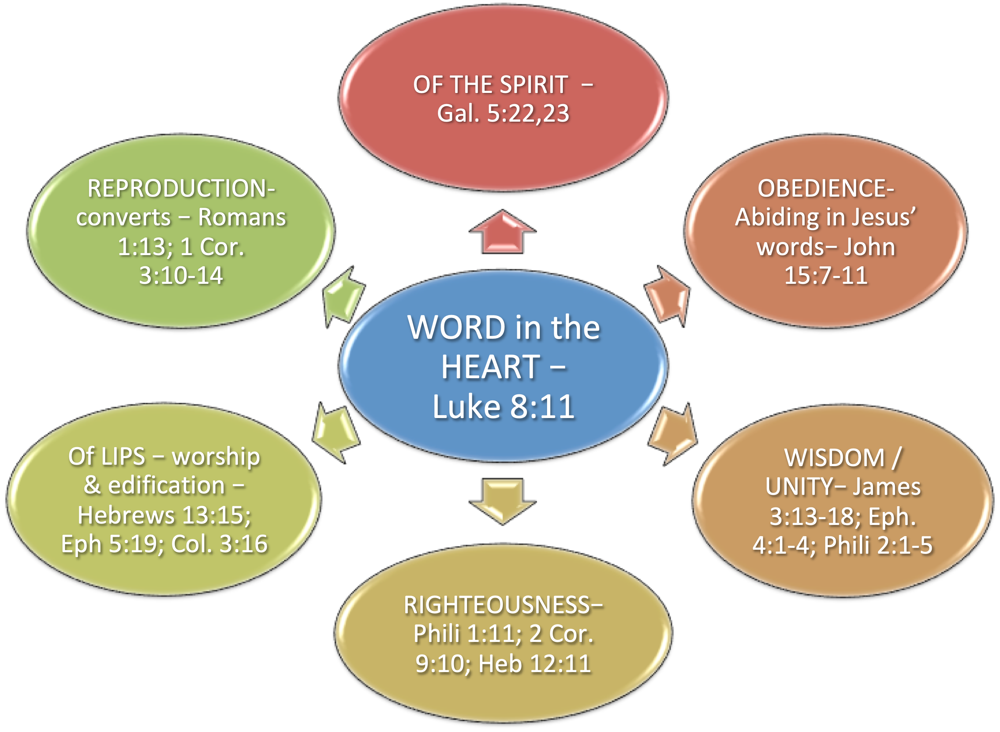 OF THE SPIRIT –
Gal. 5:22,23
REPRODUCTION-
converts – Romans
1:13; 1 Cor.
3:10-14
OBEDIENCE-
Abiding in Jesus’
words– John
15:7-11
WORD in the
HEART –
Luke 8:11
Of LIPS – worship
& edification –
Hebrews 13:15;
Eph 5:19; Col. 3:16
WISDOM /
UNITY– James
3:13-18; Eph.
4:1-4; Phili 2:1-5
RIGHTEOUSNESS–
Phili 1:11; 2 Cor.
9:10; Heb 12:11